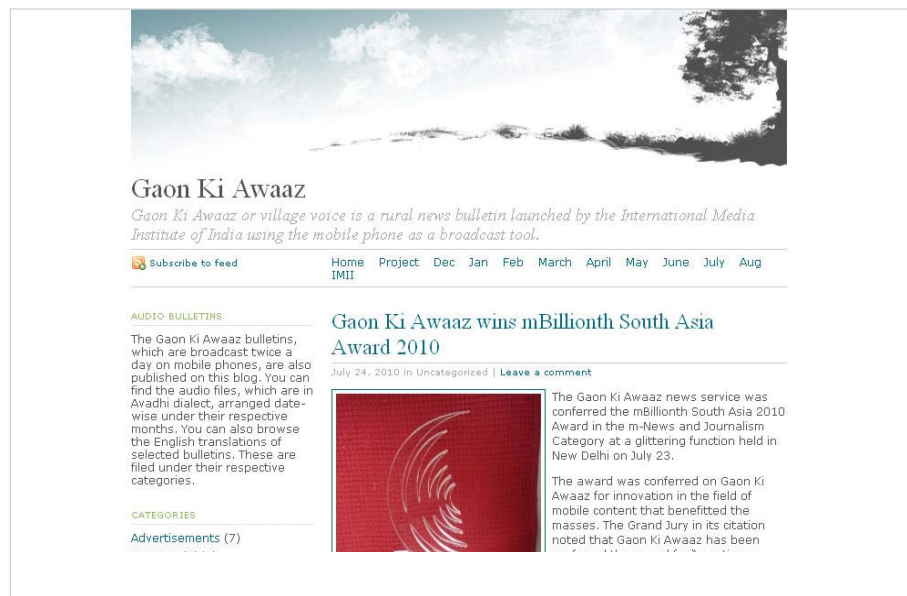 Gaon Ki Awaaz
Gaon Ki Awaaz or village voice is a rural news bulletin launched by the International Media
Institute of India using the mobile phone as a broadcast tool.
Subscribe to feed
Home Project Dec Jan Feb March April May June July Aug
IMII
AUDIO BULLETINS
The Gaon Ki Awaaz bulletins,
which are broadcast twice a
day on mobile phones, are also
published on this blog. You can
find the audio files, which are in
Avadhi dialect, arranged date-
wise under their respective
months. You can also browse
the English translations of
selected bulletins. These are
filed under their respective
categories.
CATEGORIES
Advertisements (7)
Gaon Ki Awaaz wins mBillionth South Asia
Award 2010
July 24, 2010 in Uncategorized | Leave a comment
The Gaon Ki Awaaz news service was
conferred the mBillionth South Asia 2010
Award in the m-News and Journalism
Category at a glittering function held in
New Delhi on July 23.
The award was conferred on Gaon Ki
Awaaz for innovation in the field of
mobile content that benefitted the
masses. The Grand Jury in its citation
noted that Gaon Ki Awaaz has been